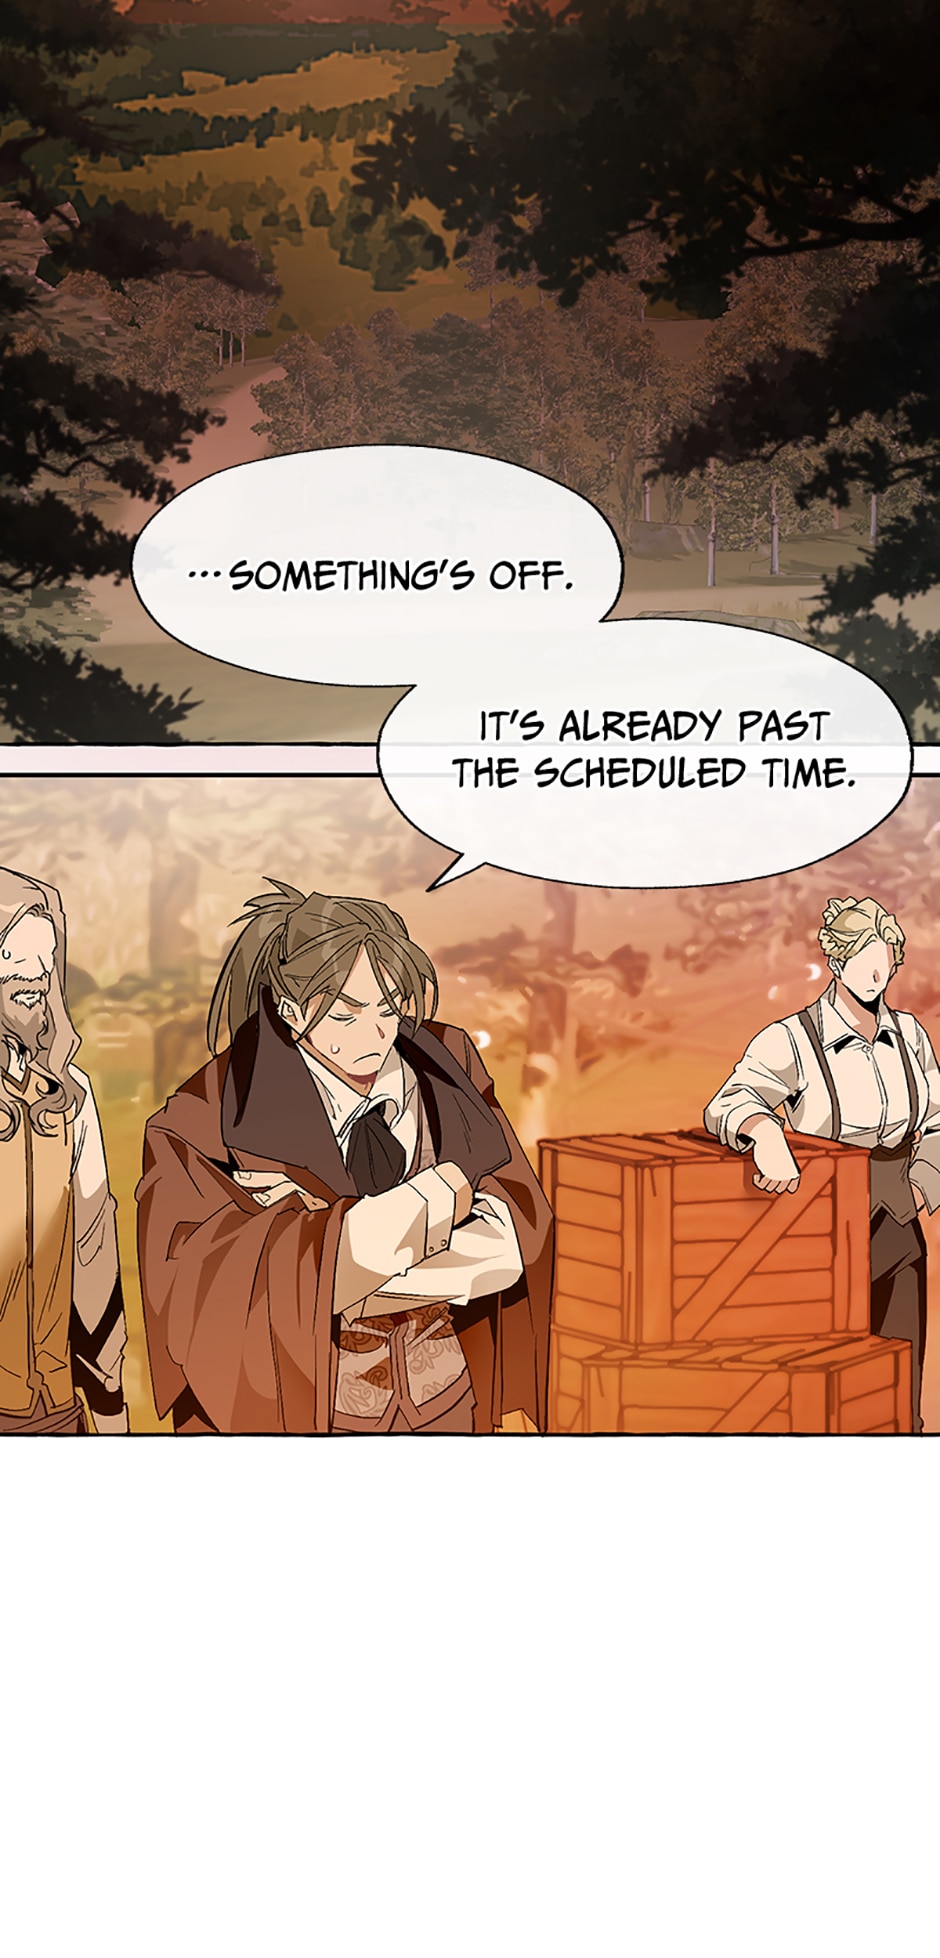 ...SOMETHING'S OFF.
IT'S ALREADY PAST
THE SCHEDULED TIME.